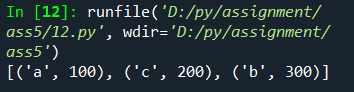 In [12]: runfile('D:/py/assignment/
ass5/12.py', wdir='D:/py/assignment/
ass5')
[('a', 100), ('c', 200), ('b', 300)]